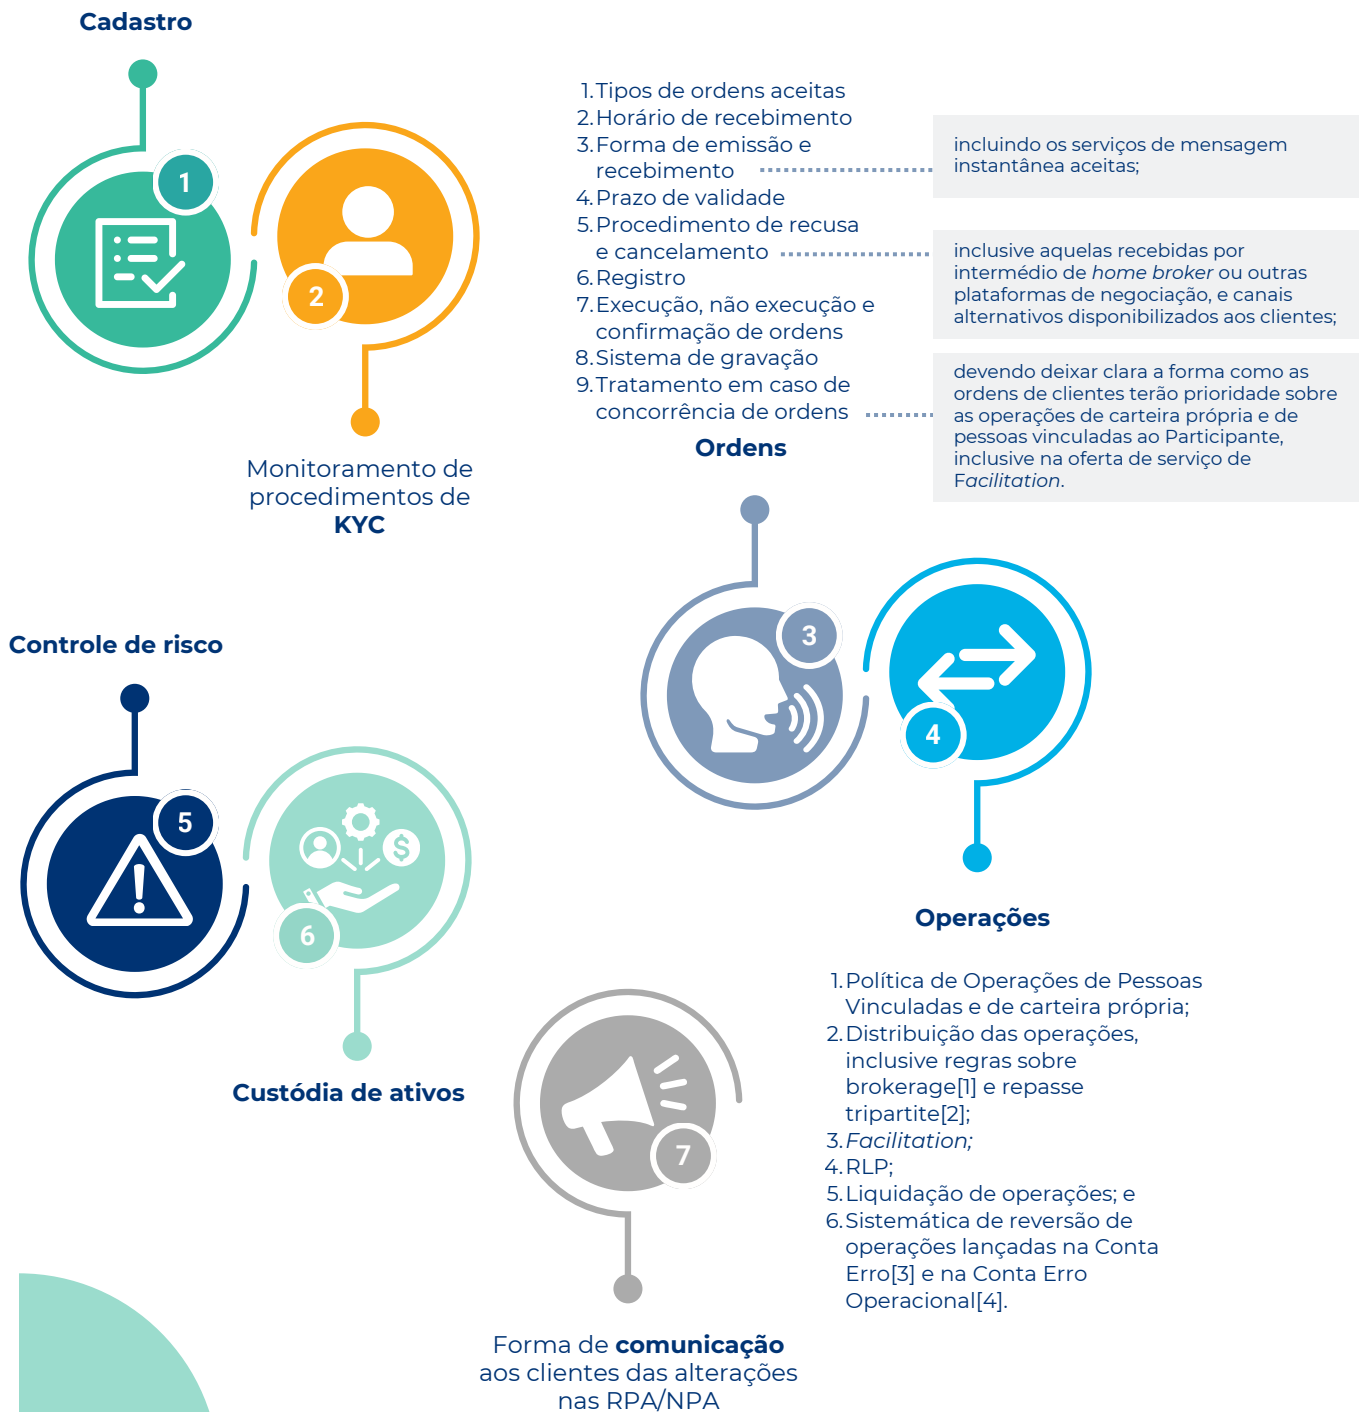 Cadastro
1
2
Monitoramento de
procedimentos de
KYC
1.Tipos de ordens aceitas
2.Horário de recebimento
3.Forma de emissão e
recebimento
4.Prazo de validade
5.Procedimento de recusa
e cancelamento
6.Registro
7.Execução, não execução e
confirmação de ordens
8.Sistema de gravação
9.Tratamento em caso de
concorrência de ordens
incluindo os serviços de mensagem
instantânea aceitas;
inclusive aquelas recebidas por
intermédio de home broker ou outras
plataformas de negociação, e canais
alternativos disponibilizados aos clientes;
devendo deixar clara a forma como as
ordens de clientes terão prioridade sobre
as operações de carteira própria e de
pessoas vinculadas ao Participante,
inclusive na oferta de serviço de
Facilitation.
Ordens
3
4
Operações
1.Política de Operações de Pessoas
Vinculadas e de carteira própria;
2.Distribuição das operações,
inclusive regras sobre
brokerage[1] e repasse
tripartite[2];
3.Facilitation;
4.RLP;
5.Liquidação de operações; e
6.Sistemática de reversão de
operações lançadas na Conta
Erro[3] e na Conta Erro
Operacional[4].
Controle de risco
5
$
6
Custódia de ativos
7
Forma de comunicação
aos clientes das alterações
nas RPA/NPA